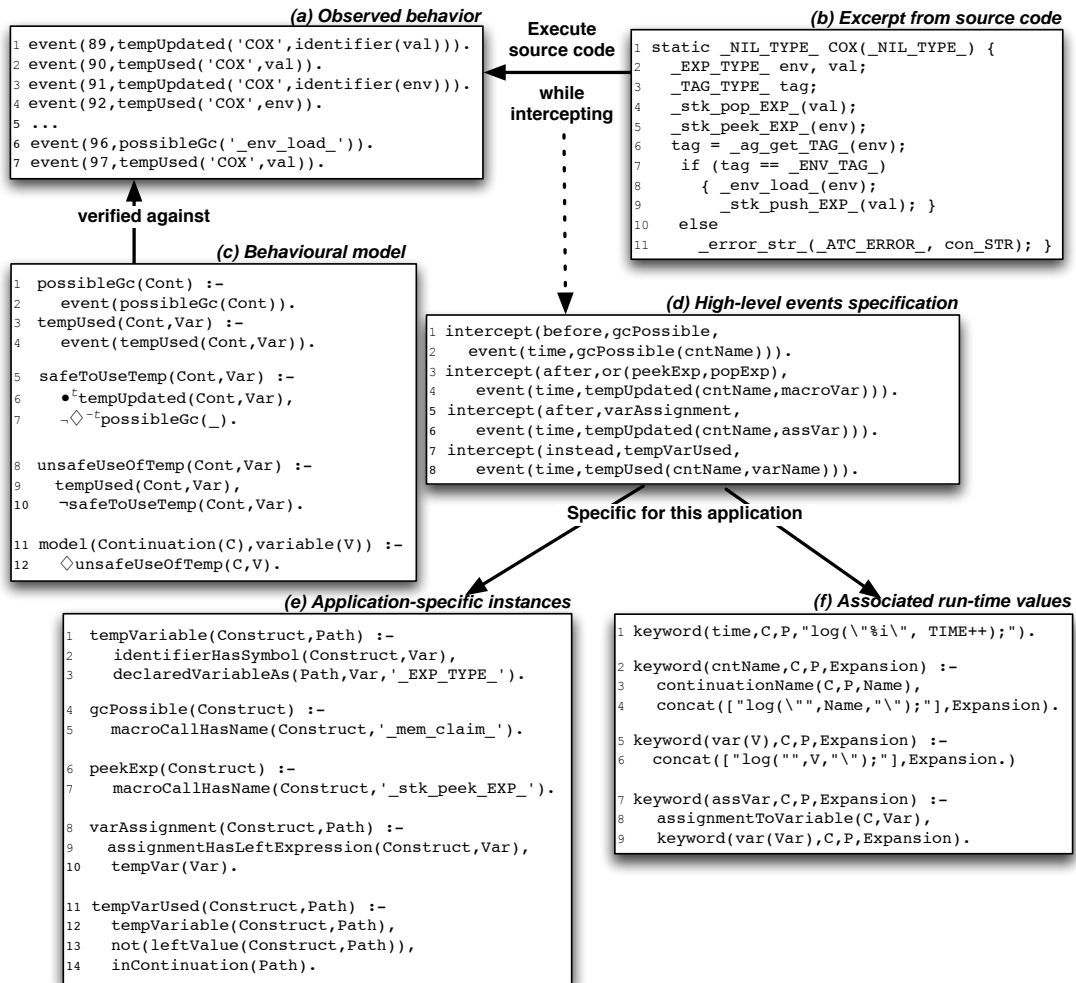 (a) Observed behavior
1 event(89,tempUpdated('COX',identifier(val))).
2 event(90,tempUsed('COX',val)).
3 event(91,tempUpdated('COX',identifier(env))).
4 event(92,tempUsed('COX',env)).
5 ...
6 event(96,possibleGc('_env_load_')).
7 event(97,tempUsed('COX',val)).
Execute
source code
while
intercepting
(b) Excerpt from source code
1 static _NIL_TYPE_ COX(_NIL_TYPE_) {
2 _EXP_TYPE_ env, val;
3 _TAG_TYPE_ tag;
4 _stk_pop_EXP_(val);
5 _stk_peek_EXP_(env);
6 tag = _ag_get_TAG_(env);
7 if (tag == _ENV_TAG_)
8 { _env_load_(env);
9 _stk_push_EXP_(val); }
10 else
11 _error_str_(_ATC_ERROR_, con_STR); }
verified against
(c) Behavioural model
1 possibleGc(Cont) :-
2 event(possibleGc(Cont)).
3 tempUsed(Cont,Var) :-
4 event(tempUsed(Cont,Var)).
5 safeToUseTemp(Cont,Var) :-
6 ●ᵗtempUpdated(Cont,Var),
7 ¬◇⁻ᵗpossibleGc(_).
8 unsafeUseOfTemp(Cont,Var) :-
9 tempUsed(Cont,Var),
10 ¬safeToUseTemp(Cont,Var).
11 model(Continuation(C),variable(V)) :-
12 ◇unsafeUseOfTemp(C,V).
(d) High-level events specification
1 intercept(before,gcPossible,
2 event(time,gcPossible(cntName))).
3 intercept(after,or(peekExp,popExp),
4 event(time,tempUpdated(cntName,macroVar))).
5 intercept(after,varAssignment,
6 event(time,tempUpdated(cntName,assVar))).
7 intercept(instead,tempVarUsed,
8 event(time,tempUsed(cntName,varName))).
Specific for this application
(e) Application-specific instances
1 tempVariable(Construct,Path) :-
2 identifierHasSymbol(Construct,Var),
3 declaredVariableAs(Path,Var,'_EXP_TYPE_').
4 gcPossible(Construct) :-
5 macroCallHasName(Construct,'_mem_claim_').
6 peekExp(Construct) :-
7 macroCallHasName(Construct,'_stk_peek_EXP_').
8 varAssignment(Construct,Path) :-
9 assignmentHasLeftExpression(Construct,Var),
10 tempVar(Var).
11 tempVarUsed(Construct,Path) :-
12 tempVariable(Construct,Path),
13 not(leftValue(Construct,Path)),
14 inContinuation(Path).
(f) Associated run-time values
1 keyword(time,C,P,"log(\"%i\", TIME++);").
2 keyword(cntName,C,P,Expansion) :-
3 continuationName(C,P,Name),
4 concat(["log(\"",Name,"\");"],Expansion).
5 keyword(var(V),C,P,Expansion) :-
6 concat(["log("",V,"\");"],Expansion.)
7 keyword(assVar,C,P,Expansion) :-
8 assignmentToVariable(C,Var),
9 keyword(var(Var),C,P,Expansion).